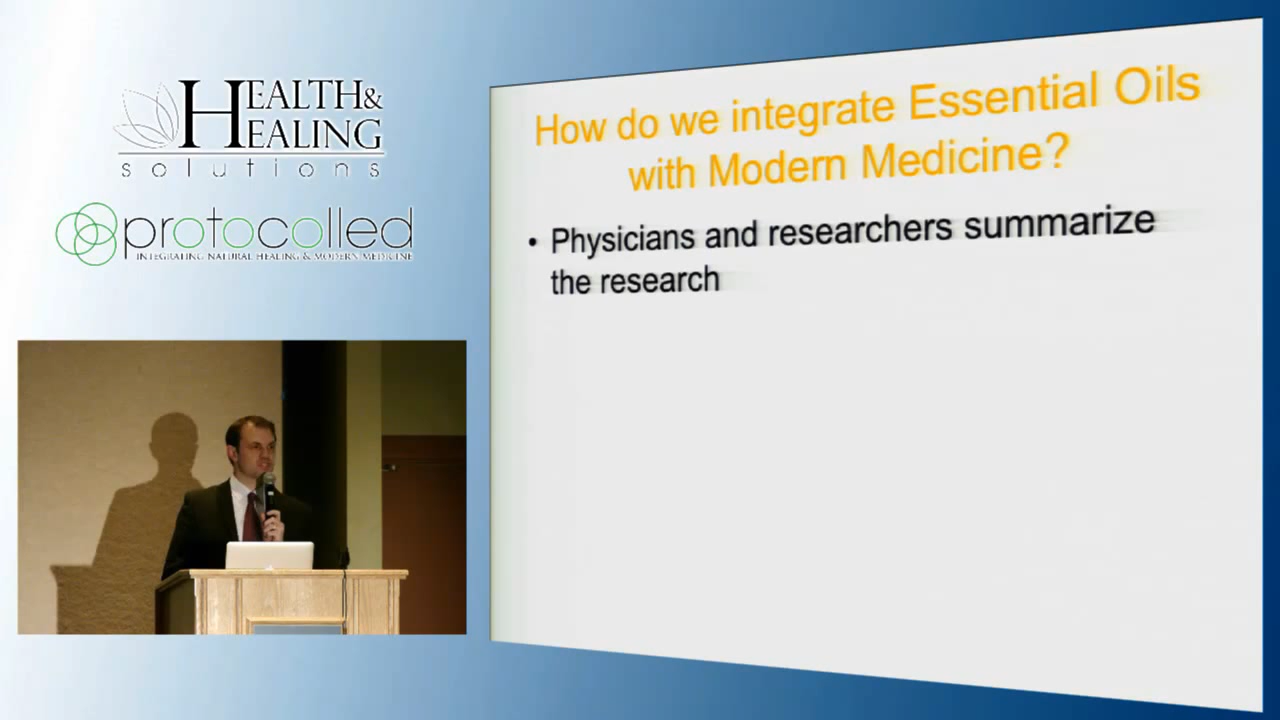 HEALTH&
HEALING
solutions
protocolled
INTEGRATING NATURAL HEALING & MODERN MEDICINE
How do we integrate Essential Oils
with Modern Medicine?
• Physicians and researchers summarize
the research